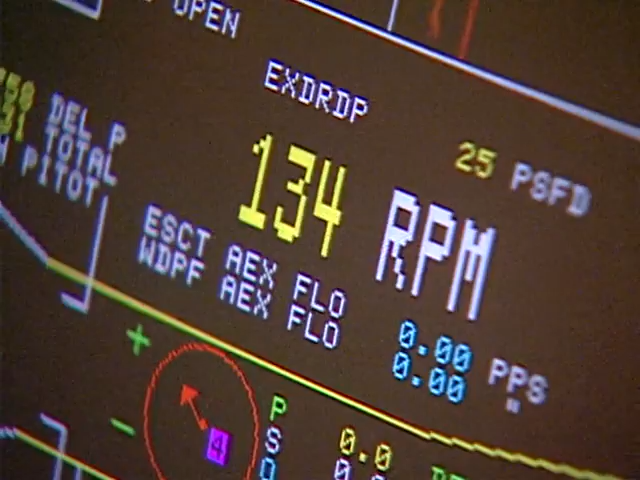 OPEN
EXDRDP
25 PSFD
DEL P
TOTAL
PITOT
134 RPM
ESCT AEX FLO
WDPF AEX FLO
0.00 PPS
0.00 "
+
4
–
P 0.0
S